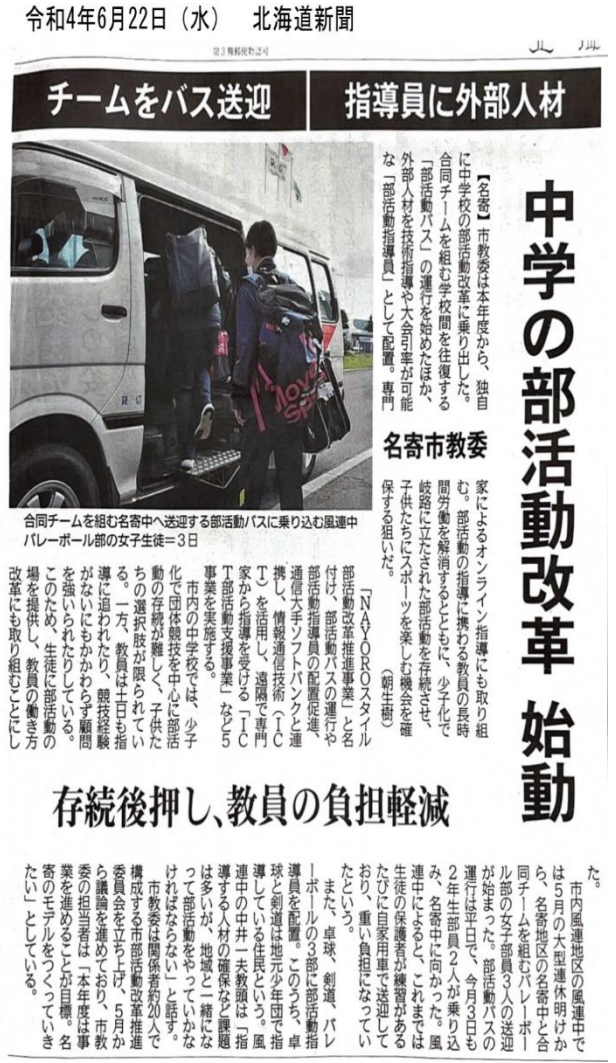 令和4年6月22日（水）　北海道新聞
第3種郵便物認可
チームをバス送迎
指導員に外部人材
中学の部活動改革 始動
名寄市教委
【名寄】市教委は本年度から、独自
に中学校の部活動改革に乗り出した。
合同チームを組む学校間を往復する
「部活動バス」の運行を始めたほか、
外部人材を技術指導や大会引率が可能
な「部活動指導員」として配置。専門
家によるオンライン指導にも取り組
む。部活動の指導に携わる教員の長時
間労働を解消するとともに、少子化で
岐路に立たされた部活動を存続させ、
子供たちにスポーツを楽しむ機会を確
保する狙いだ。　（朝生樹）
貸切
合同チームを組む名寄中へ送迎する部活動バスに乗り込む風連中
バレーボール部の女子生徒＝3日
「NAYOROスタイル
部活動改革推進事業」と名
付け、部活動バスの運行や
部活動指導員の配置促進、
通信大手ソフトバンクと連
携し、情報通信技術（IC
T）を活用し、遠隔で専門
家から指導を受ける「IC
T部活動支援事業」など5
事業を実施する。
市内の中学校では、少子
化で団体競技を中心に部活
動の存続が難しく、子供た
ちの選択肢が限られてい
る。一方、教員は土日も指
導に追われたり、競技経験
がないにもかかわらず顧問
を強いられたりしている。
このため、生徒に部活動の
場を提供し、教員の働き方
改革にも取り組むことにし
存続後押し、教員の負担軽減
た。
市内風連地区の風連中で
は5月の大型連休明けか
ら、名寄地区の名寄中と合
同チームを組むバレーボー
ル部の女子部員3人の送迎
が始まった。部活動バスの
運行は平日で、今月3日も
2年生部員2人が乗り込
み、名寄中に向かった。風
連中によると、これまでは
生徒の保護者が練習がある
たびに自家用車で送迎して
おり、重い負担になってい
たという。
また、卓球、剣道、バレ
ーボールの3部に部活動指
導員を配置。このうち、卓
球と剣道は地元少年団で指
導している住民という。風
連中の中井一夫教頭は「指
導する人材の確保など課題
は多いが、地域と一緒にな
って部活動をやっていかな
ければならない」と話す。
市教委は関係者約20人で
構成する市部活動改革推進
委員会を立ち上げ、5月か
ら議論を進めており、市教
委の担当者は「本年度は事
業を進めることが目標。名
寄のモデルをつくっていき
たい」としている。